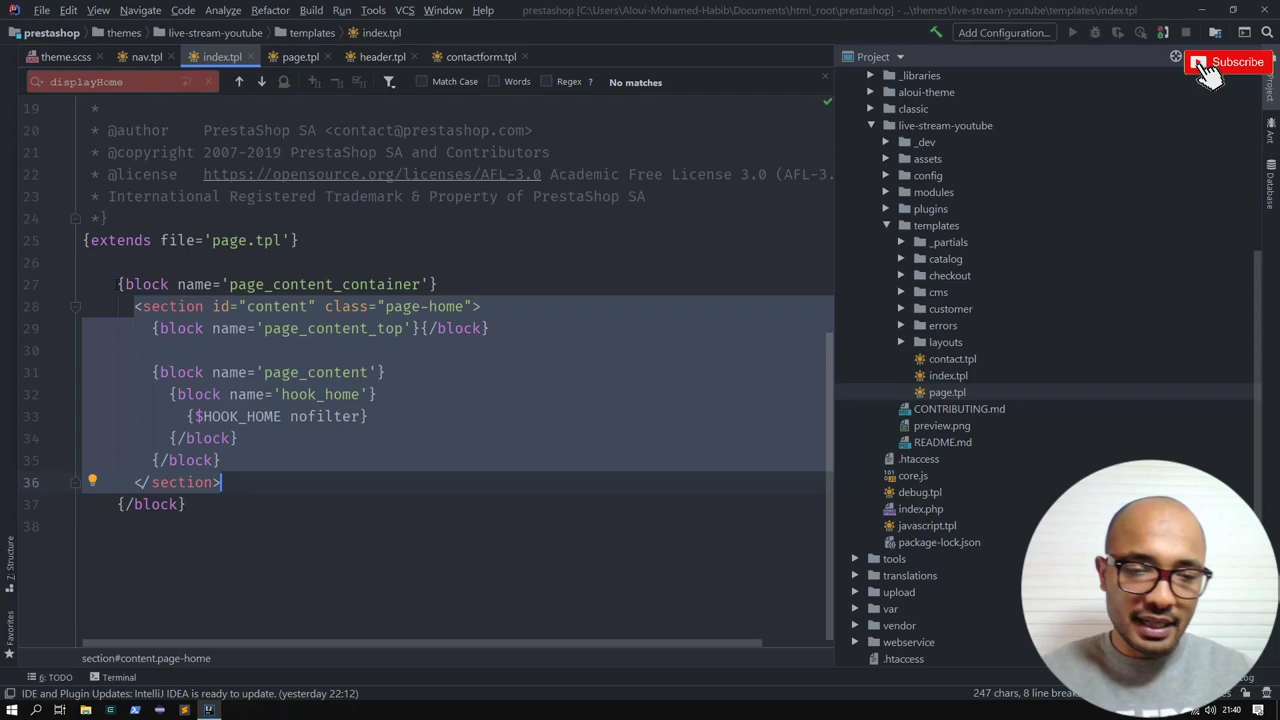 File Edit View Navigate Code Analyze Refactor Build Run Tools VCS Window Help prestashop [C:\Users\Aloui-Mohamed-Habib\Documents\html_root\prestashop] - ...\themes\live-stream-youtube\templates\index.tpl
prestashop themes live-stream-youtube templates index.tpl Add Configuration...
theme.scss nav.tpl index.tpl page.tpl header.tpl contactform.tpl
displayHome Match Case Words Regex ? No matches
19 *
20 * @author PrestaShop SA <contact@prestashop.com>
21 * @copyright 2007-2019 PrestaShop SA and Contributors
22 * @license https://opensource.org/licenses/AFL-3.0 Academic Free License 3.0 (AFL-3.
23 * International Registered Trademark & Property of PrestaShop SA
24 *}
25 {extends file='page.tpl'}
26
27 {block name='page_content_container'}
28 <section id="content" class="page-home">
29 {block name='page_content_top'}{/block}
30
31 {block name='page_content'}
32 {block name='hook_home'}
33 {$HOOK_HOME nofilter}
34 {/block}
35 {/block}
36 </section>
37 {/block}
38
section#content.page-home
Project
Subscribe
_libraries
aloui-theme
classic
live-stream-youtube
_dev
assets
config
modules
plugins
templates
_partials
catalog
checkout
cms
customer
errors
layouts
contact.tpl
index.tpl
page.tpl
CONTRIBUTING.md
preview.png
README.md
.htaccess
core.js
debug.tpl
index.php
javascript.tpl
package-lock.json
tools
translations
upload
var
vendor
webservice
.htaccess
Project
Ant
Database
Z: Structure
Favorites
6: TODO Terminal
IDE and Plugin Updates: IntelliJ IDEA is ready to update. (yesterday 22:12) 247 chars, 8 line
21:40